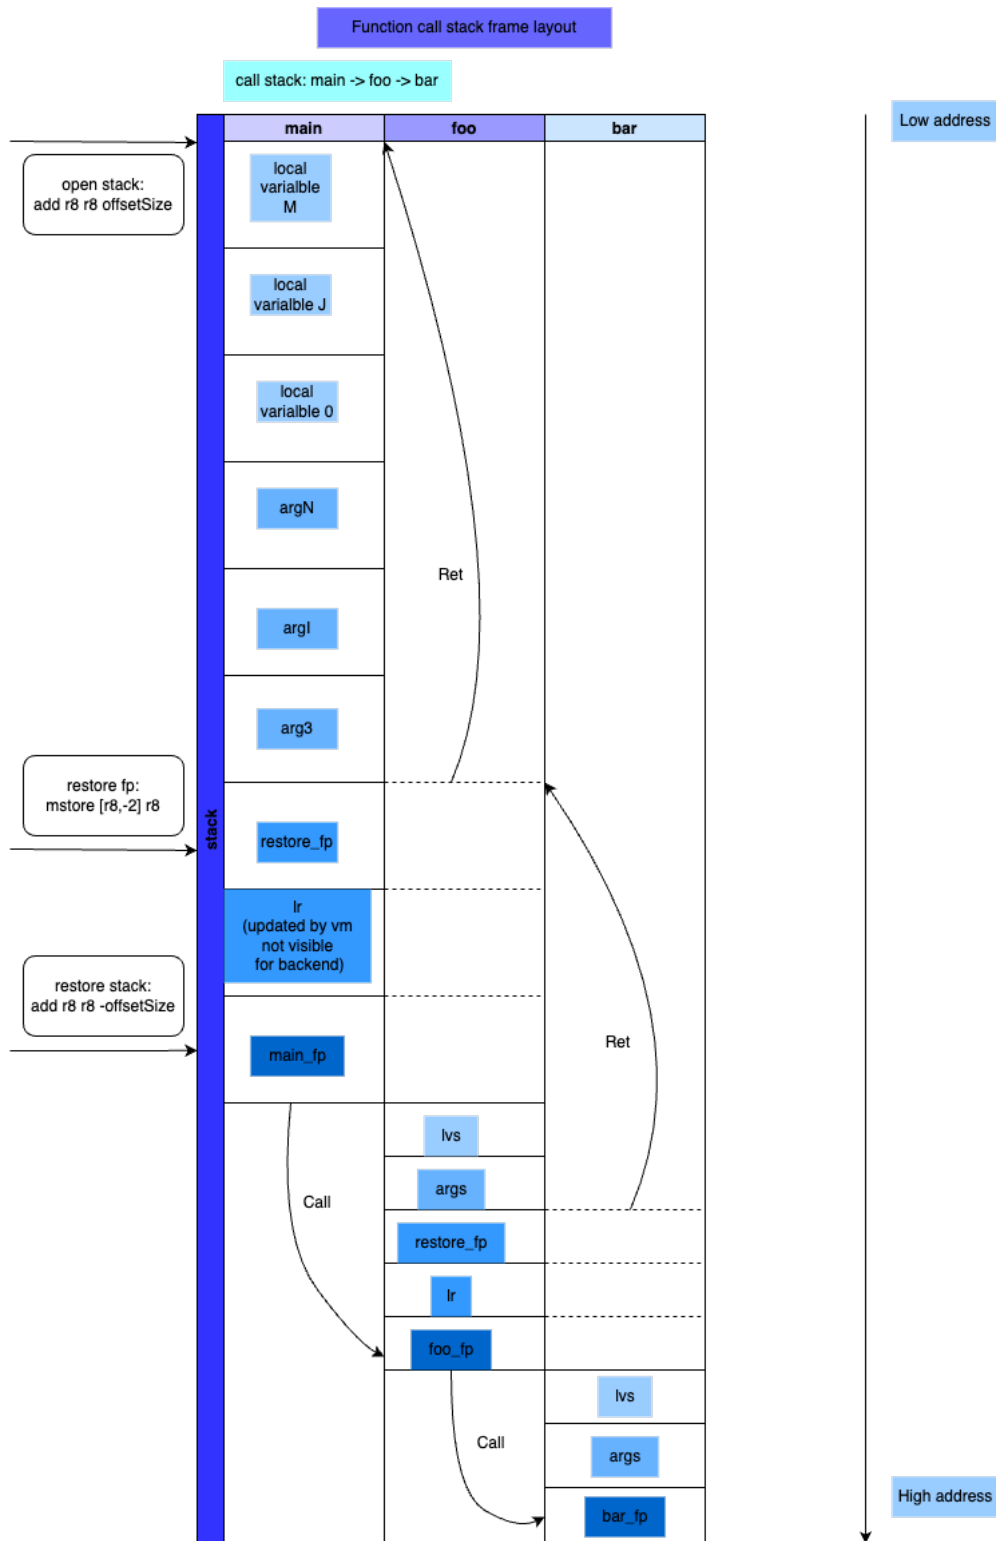 Function call stack frame layout
call stack: main -> foo -> bar
main
foo
bar
Low address
open stack:
add r8 r8 offsetSize
local
varialble
M
local
varialble J
local
varialble 0
argN
argI
arg3
Ret
restore fp:
mstore [r8,-2] r8
stack
restore_fp
lr
(updated by vm
not visible
for backend)
restore stack:
add r8 r8 -offsetSize
main_fp
Ret
lvs
args
Call
restore_fp
lr
foo_fp
lvs
Call
args
bar_fp
High address